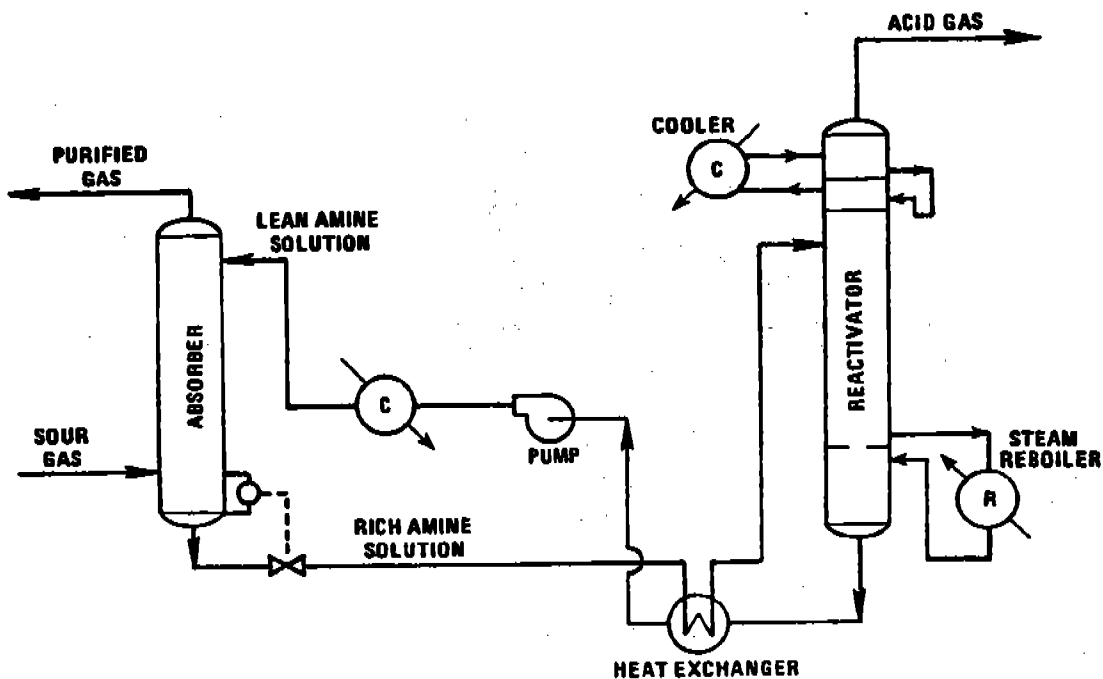 ACID GAS
COOLER
C
PURIFIED
GAS
LEAN AMINE
SOLUTION
ABSORBER
REACTIVATOR
C
PUMP
SOUR
GAS
STEAM
REBOILER
R
RICH AMINE
SOLUTION
HEAT EXCHANGER